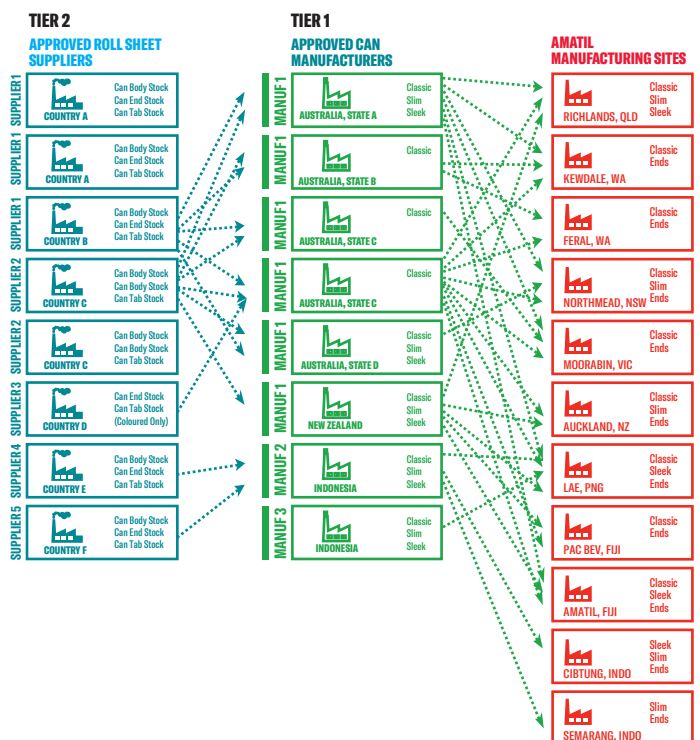 TIER 2
APPROVED ROLL SHEET
SUPPLIERS
SUPPLIER 1
COUNTRY A
Can Body Stock
Can End Stock
Can Tab Stock
SUPPLIER 1
COUNTRY A
Can Body Stock
Can End Stock
Can Tab Stock
SUPPLIER 1
COUNTRY B
Can Body Stock
Can End Stock
Can Tab Stock
SUPPLIER 2
COUNTRY C
Can Body Stock
Can Body Stock
Can Tab Stock
SUPPLIER 2
COUNTRY C
Can Body Stock
Can Body Stock
Can Tab Stock
SUPPLIER 3
COUNTRY D
Can End Stock
Can Tab Stock
(Coloured Only)
SUPPLIER 4
COUNTRY E
Can Body Stock
Can End Stock
Can Tab Stock
SUPPLIER 5
COUNTRY F
Can Body Stock
Can End Stock
Can Tab Stock
TIER 1
APPROVED CAN
MANUFACTURERS
MANUF 1
AUSTRALIA, STATE A
Classic
Slim
Sleek
MANUF 1
AUSTRALIA, STATE B
Classic
MANUF 1
AUSTRALIA, STATE C
Classic
MANUF 1
AUSTRALIA, STATE C
Classic
MANUF 1
AUSTRALIA, STATE D
Classic
Slim
Sleek
MANUF 1
NEW ZEALAND
Classic
Slim
Sleek
MANUF 2
INDONESIA
Classic
Slim
Sleek
MANUF 3
INDONESIA
Classic
Slim
Sleek
AMATIL
MANUFACTURING SITES
RICHLANDS, QLD
Classic
Slim
Sleek
KEWDALE, WA
Classic
Ends
FERAL, WA
Classic
Ends
NORTHMEAD, NSW
Classic
Slim
Ends
MOORABIN, VIC
Classic
Ends
AUCKLAND, NZ
Classic
Slim
Ends
LAE, PNG
Classic
Sleek
Ends
PAC BEV, FIJI
Classic
Ends
AMATIL, FIJI
Classic
Sleek
Ends
CIBTUNG, INDO
Sleek
Slim
Ends
SEMARANG, INDO
Slim
Ends